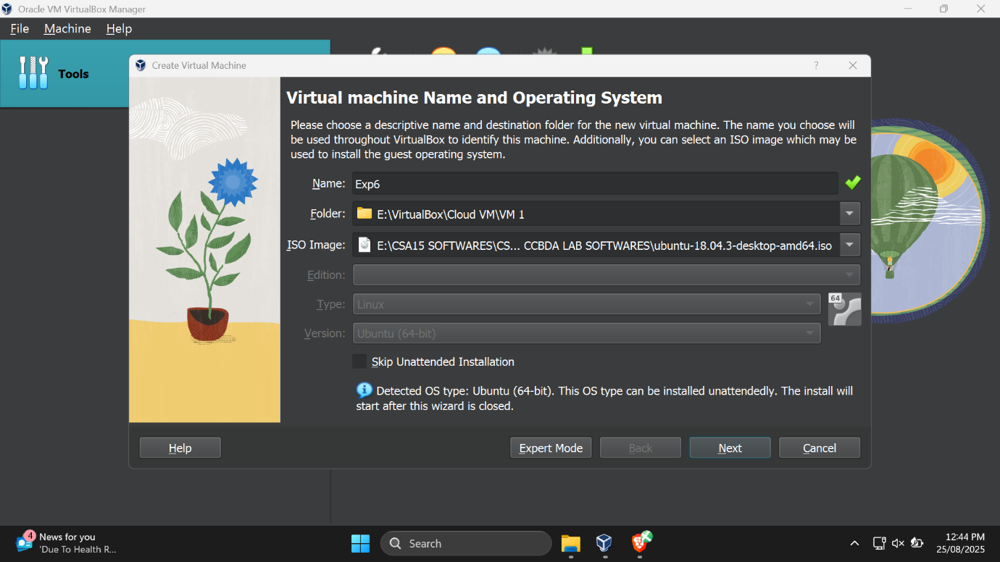 Oracle VM VirtualBox Manager
File Machine Help
Tools
Create Virtual Machine
?
Virtual machine Name and Operating System
Please choose a descriptive name and destination folder for the new virtual machine. The name you choose will
be used throughout VirtualBox to identify this machine. Additionally, you can select an ISO image which may be
used to install the guest operating system.
Name: Exp6
Folder: E:\VirtualBox\Cloud VM\VM 1
ISO Image: E:\CSA15 SOFTWARES\CS... CCBDA LAB SOFTWARES\ubuntu-18.04.3-desktop-amd64.iso
Edition:
Type: Linux
64
Version: Ubuntu (64-bit)
Skip Unattended Installation
Detected OS type: Ubuntu (64-bit). This OS type can be installed unattendedly. The install will
start after this wizard is closed.
Help Expert Mode Back Next Cancel
4
News for you
'Due To Health R...
Search
12:44 PM
25/08/2025